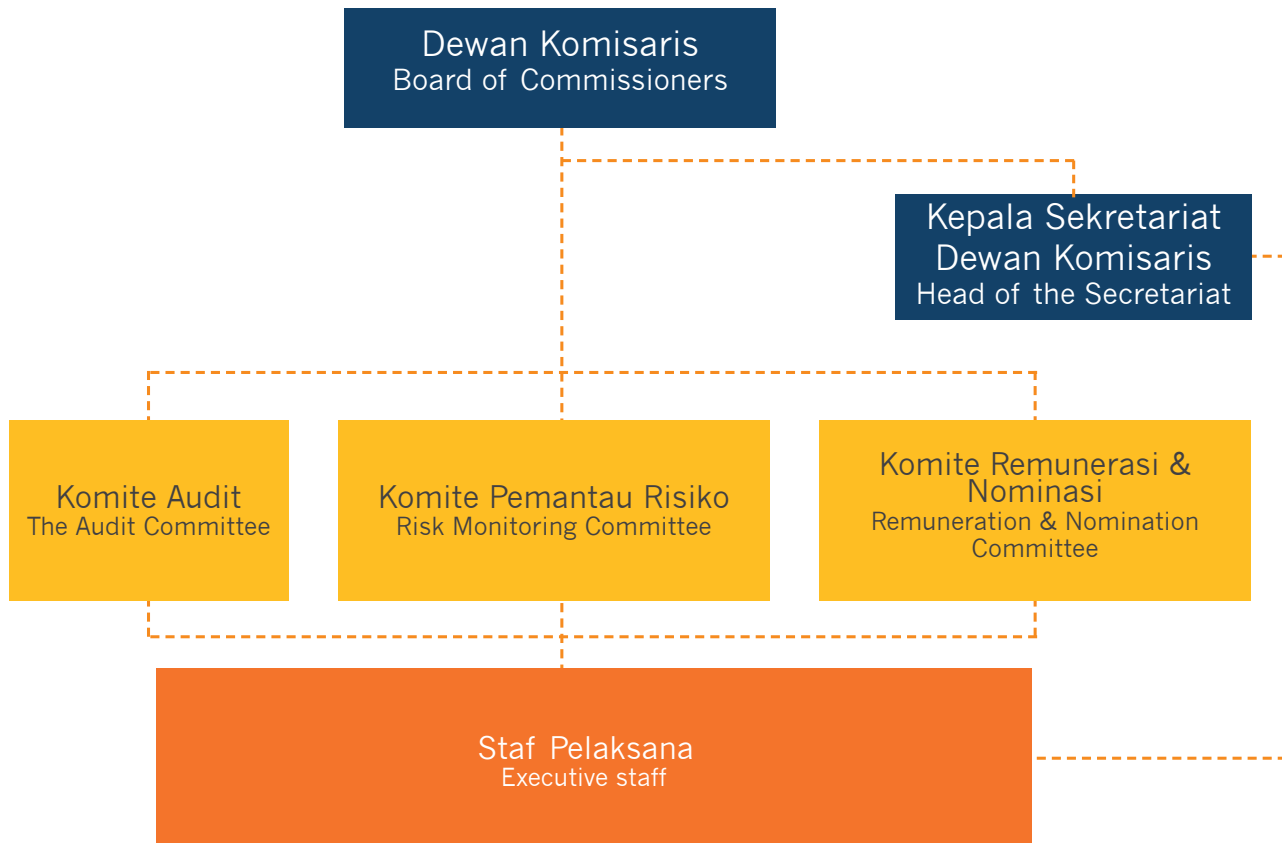 Dewan Komisaris
Board of Commissioners
Kepala Sekretariat
Dewan Komisaris
Head of the Secretariat
Komite Audit
The Audit Committee
Komite Pemantau Risiko
Risk Monitoring Committee
Komite Remunerasi &
Nominasi
Remuneration & Nomination
Committee
Staf Pelaksana
Executive staff